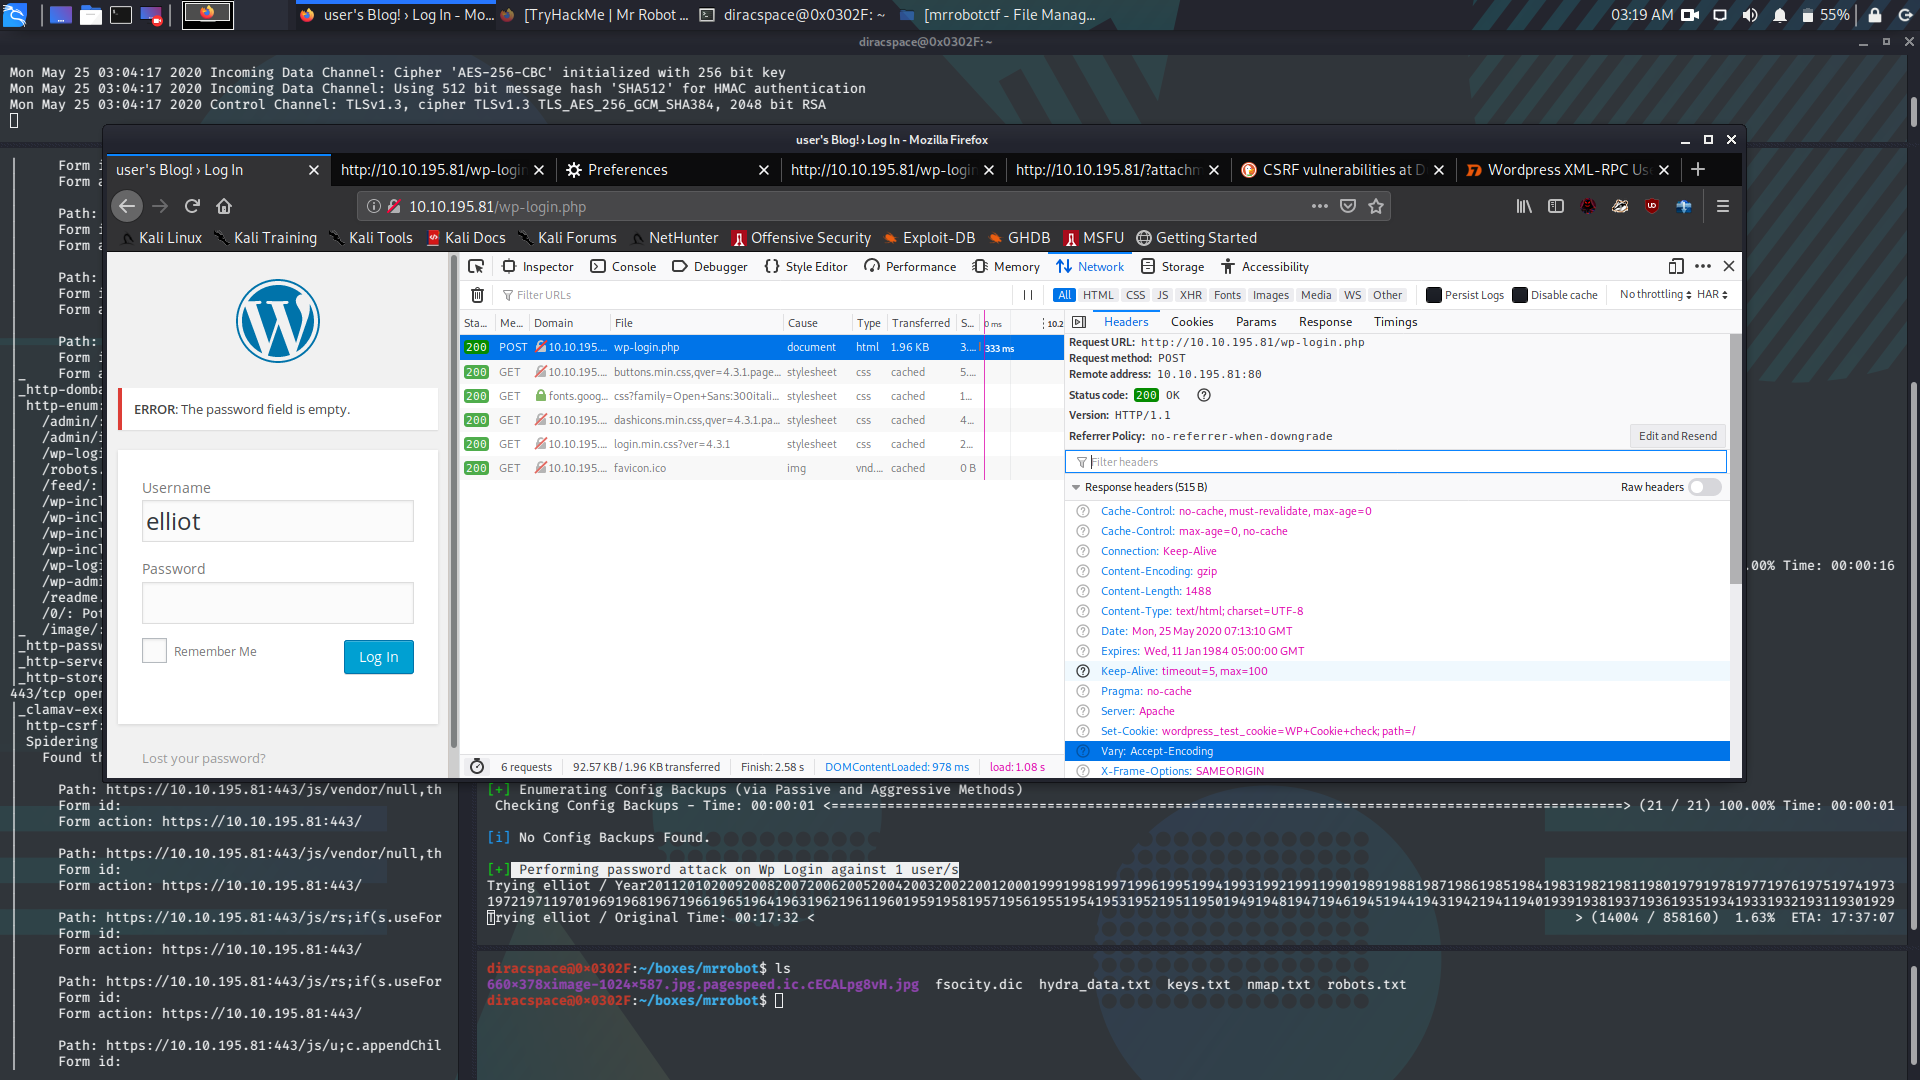 user's Blog! › Log In - Mo...
[TryHackMe | Mr Robot ...
diracspace@0x0302F: ~
[mrrobotctf - File Manag...
03:19 AM
55%
diracspace@0x0302F: ~
Mon May 25 03:04:17 2020 Incoming Data Channel: Cipher 'AES-256-CBC' initialized with 256 bit key
Mon May 25 03:04:17 2020 Incoming Data Channel: Using 512 bit message hash 'SHA512' for HMAC authentication
Mon May 25 03:04:17 2020 Control Channel: TLSv1.3, cipher TLSv1.3 TLS_AES_256_GCM_SHA384, 2048 bit RSA
user's Blog! › Log In - Mozilla Firefox
user's Blog! › Log In
http://10.10.195.81/wp-login
Preferences
http://10.10.195.81/wp-login
http://10.10.195.81/?attachm
CSRF vulnerabilities at D
Wordpress XML-RPC Use
10.10.195.81/wp-login.php
Kali Linux
Kali Training
Kali Tools
Kali Docs
Kali Forums
NetHunter
Offensive Security
Exploit-DB
GHDB
MSFU
Getting Started
Inspector
Console
Debugger
Style Editor
Performance
Memory
Network
Storage
Accessibility
Filter URLs
All HTML CSS JS XHR Fonts Images Media WS Other
Persist Logs
Disable cache
No throttling
HAR
Sta... Me... Domain File Cause Type Transferred S... 0 ms 10.2
200 POST 10.10.195.... wp-login.php document html 1.96 KB 3.... 333 ms
200 GET 10.10.195.... buttons.min.css,qver=4.3.1.page... stylesheet css cached 5....
200 GET fonts.goog... css?family=Open+Sans:300itali... stylesheet css cached 1...
200 GET 10.10.195.... dashicons.min.css,qver=4.3.1.pa... stylesheet css cached 4...
200 GET 10.10.195.... login.min.css?ver=4.3.1 stylesheet css cached 2...
200 GET 10.10.195.... favicon.ico img vnd.... cached 0 B
6 requests
92.57 KB / 1.96 KB transferred
Finish: 2.58 s
DOMContentLoaded: 978 ms
load: 1.08 s
Headers Cookies Params Response Timings
Request URL: http://10.10.195.81/wp-login.php
Request method: POST
Remote address: 10.10.195.81:80
Status code: 200 OK
Version: HTTP/1.1
Referrer Policy: no-referrer-when-downgrade
Edit and Resend
Filter headers
Response headers (515 B)
Raw headers
Cache-Control: no-cache, must-revalidate, max-age=0
Cache-Control: max-age=0, no-cache
Connection: Keep-Alive
Content-Encoding: gzip
Content-Length: 1488
Content-Type: text/html; charset=UTF-8
Date: Mon, 25 May 2020 07:13:10 GMT
Expires: Wed, 11 Jan 1984 05:00:00 GMT
Keep-Alive: timeout=5, max=100
Pragma: no-cache
Server: Apache
Set-Cookie: wordpress_test_cookie=WP+Cookie+check; path=/
Vary: Accept-Encoding
X-Frame-Options: SAMEORIGIN
ERROR: The password field is empty.
Username
elliot
Password
Remember Me
Log In
Lost your password?
Form i
Form a
Path:
Form i
Form a
Path:
Form i
Form a
Path:
Form i
_ Form a
_http-domba
http-enum:
/admin/:
/admin/i
/wp-logi
/robots.
/feed/:
/wp-incl
/wp-incl
/wp-incl
/wp-incl
/wp-logi
/wp-admi
/readme.
/0/: Pot
_ /image/:
_http-passw
_http-serve
_http-store
443/tcp open
_clamav-exe
http-csrf:
Spidering
Found th
Path: https://10.10.195.81:443/js/vendor/null,th
Form id:
Form action: https://10.10.195.81:443/
Path: https://10.10.195.81:443/js/vendor/null,th
Form id:
Form action: https://10.10.195.81:443/
Path: https://10.10.195.81:443/js/rs;if(s.useFor
Form id:
Form action: https://10.10.195.81:443/
Path: https://10.10.195.81:443/js/rs;if(s.useFor
Form id:
Form action: https://10.10.195.81:443/
Path: https://10.10.195.81:443/js/u;c.appendChil
Form id:
.00% Time: 00:00:16
[+] Enumerating Config Backups (via Passive and Aggressive Methods)
Checking Config Backups - Time: 00:00:01 <=====================================================================================================> (21 / 21) 100.00% Time: 00:00:01
[i] No Config Backups Found.
[+] Performing password attack on Wp Login against 1 user/s
Trying elliot / Year20112010200920082007200620052004200320022001200019991998199719961995199419931992199119901989198819871986198519841983198219811980197919781977197619751974​1973
1972197119701969196819671966196519641963196219611960195919581957195619551954195319521951195019491948194719461945194419431942194119401939193819371936193519341933193219311930​1929
Trying elliot / Original Time: 00:17:32 < > (14004 / 858160) 1.63% ETA: 17:37:07
diracspace@0x0302F:~/boxes/mrrobot$ ls
660×378ximage-1024×587.jpg.pagespeed.ic.cECALpg8vH.jpg fsocity.dic hydra_data.txt keys.txt nmap.txt robots.txt
diracspace@0x0302F:~/boxes/mrrobot$